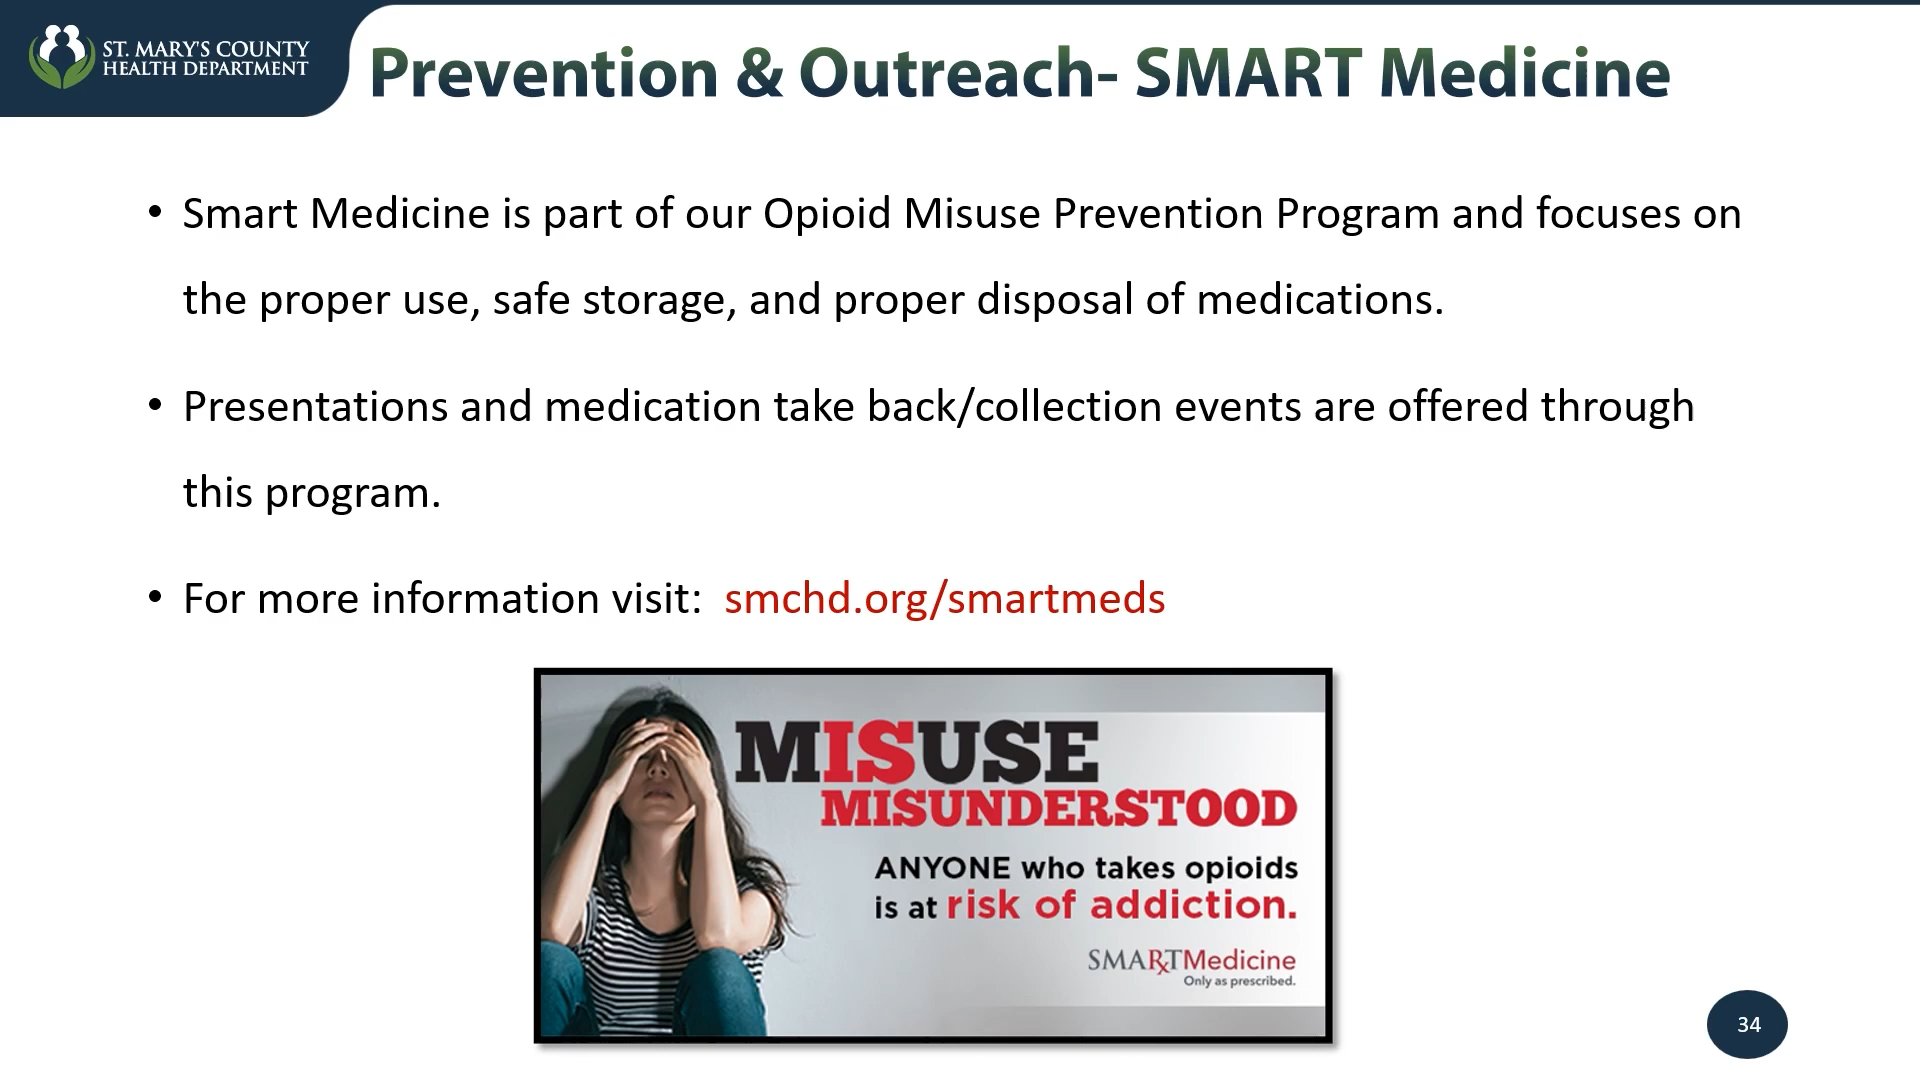 ST. MARY'S COUNTY
HEALTH DEPARTMENT
Prevention & Outreach- SMART Medicine
• Smart Medicine is part of our Opioid Misuse Prevention Program and focuses on
the proper use, safe storage, and proper disposal of medications.
• Presentations and medication take back/collection events are offered through
this program.
• For more information visit: smchd.org/smartmeds
MISUSE
MISUNDERSTOOD
ANYONE who takes opioids
is at risk of addiction.
SMARxTMedicine
Only as prescribed.
34